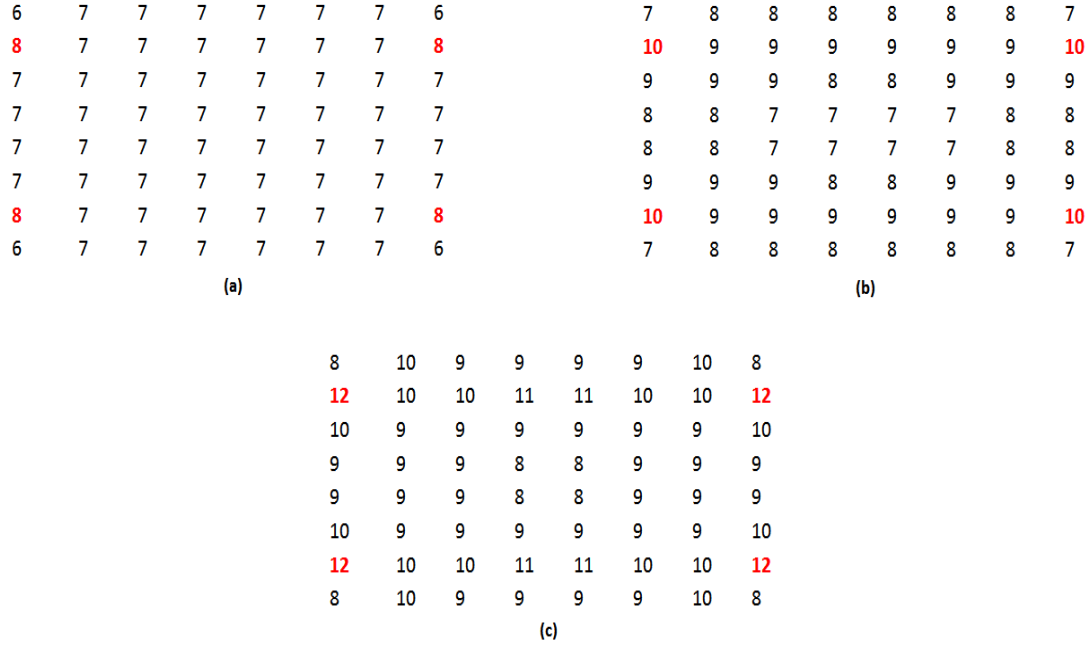 6 7 7 7 7 7 7 6
8 7 7 7 7 7 7 8
7 7 7 7 7 7 7 7
7 7 7 7 7 7 7 7
7 7 7 7 7 7 7 7
7 7 7 7 7 7 7 7
8 7 7 7 7 7 7 8
6 7 7 7 7 7 7 6
(a)
7 8 8 8 8 8 8 7
10 9 9 9 9 9 9 10
9 9 9 8 8 9 9 9
8 8 7 7 7 7 8 8
8 8 7 7 7 7 8 8
9 9 9 8 8 9 9 9
10 9 9 9 9 9 9 10
7 8 8 8 8 8 8 7
(b)
8 10 9 9 9 9 10 8
12 10 10 11 11 10 10 12
10 9 9 9 9 9 9 10
9 9 9 8 8 9 9 9
9 9 9 8 8 9 9 9
10 9 9 9 9 9 9 10
12 10 10 11 11 10 10 12
8 10 9 9 9 9 10 8
(c)